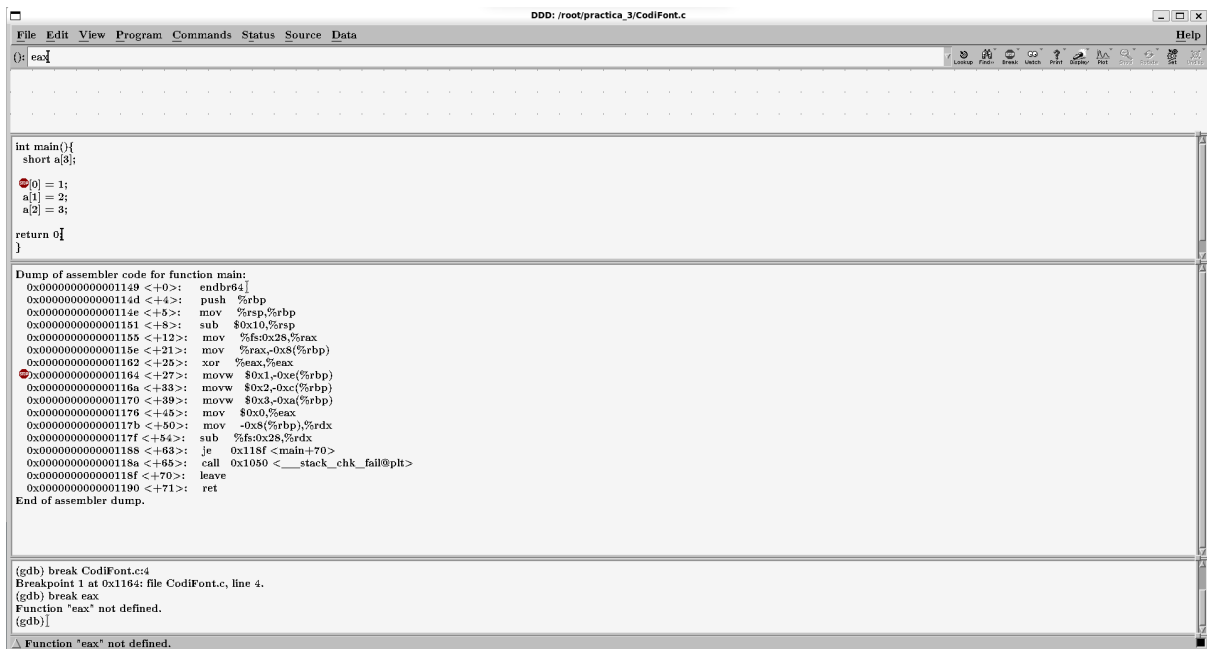 DDD: /root/practica_3/CodiFont.c
File Edit View Program Commands Status Source Data Help
(): eax
Lookup Find» Break Watch Print Display Plot Rotate Set
int main(){
short a[3];
[0] = 1;
a[1] = 2;
a[2] = 3;
return 0;
}
Dump of assembler code for function main:
0x0000000000001149 <+0>: endbr64
0x000000000000114d <+4>: push %rbp
0x000000000000114e <+5>: mov %rsp,%rbp
0x0000000000001151 <+8>: sub $0x10,%rsp
0x0000000000001155 <+12>: mov %fs:0x28,%rax
0x000000000000115e <+21>: mov %rax,-0x8(%rbp)
0x0000000000001162 <+25>: xor %eax,%eax
x0000000000001164 <+27>: movw $0x1,-0xe(%rbp)
0x000000000000116a <+33>: movw $0x2,-0xc(%rbp)
0x0000000000001170 <+39>: movw $0x3,-0xa(%rbp)
0x0000000000001176 <+45>: mov $0x0,%eax
0x000000000000117b <+50>: mov -0x8(%rbp),%rdx
0x000000000000117f <+54>: sub %fs:0x28,%rdx
0x0000000000001188 <+63>: je 0x118f <main+70>
0x000000000000118a <+65>: call 0x1050 <__stack_chk_fail@plt>
0x000000000000118f <+70>: leave
0x0000000000001190 <+71>: ret
End of assembler dump.
(gdb) break CodiFont.c:4
Breakpoint 1 at 0x1164: file CodiFont.c, line 4.
(gdb) break eax
Function "eax" not defined.
(gdb)
Function "eax" not defined.